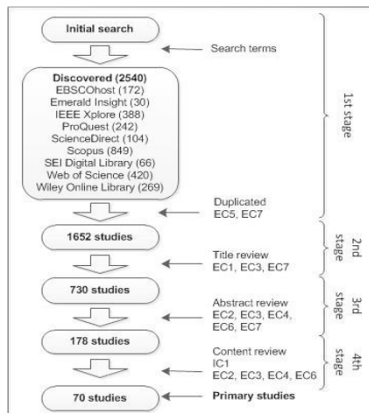 Initial search
Search terms
Discovered (2540)
EBSCOhost (172)
Emerald Insight (30)
IEEE Xplore (388)
ProQuest (242)
ScienceDirect (104)
Scopus (849)
SEI Digital Library (66)
Web of Science (420)
Wiley Online Library (269)
1st stage
Duplicated
EC5, EC7
1652 studies
2nd
stage
Title review
EC1, EC3, EC7
730 studies
3rd
stage
Abstract review
EC2, EC3, EC4,
EC6, EC7
178 studies
4th
stage
Content review
IC1
EC2, EC3, EC4, EC6
70 studies
Primary studies